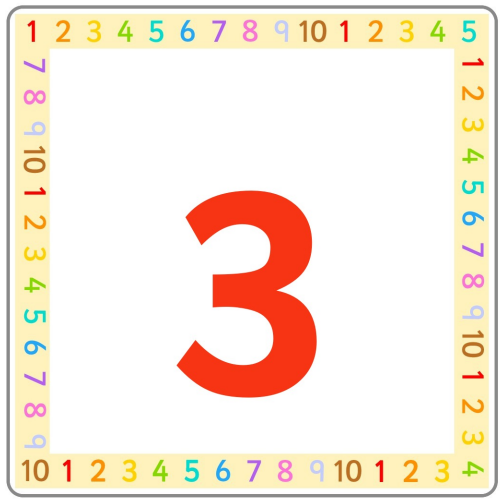 1 2 3 4 5 6 7 8 9 10 1 2 3 4 5
7 8 9 10 1 2 3 4 5 6 7 8 9
3
1 2 3 4 5 6 7 8 9 10 1 2 3 4
10 1 2 3 4 5 6 7 8 9 10 1 2 3